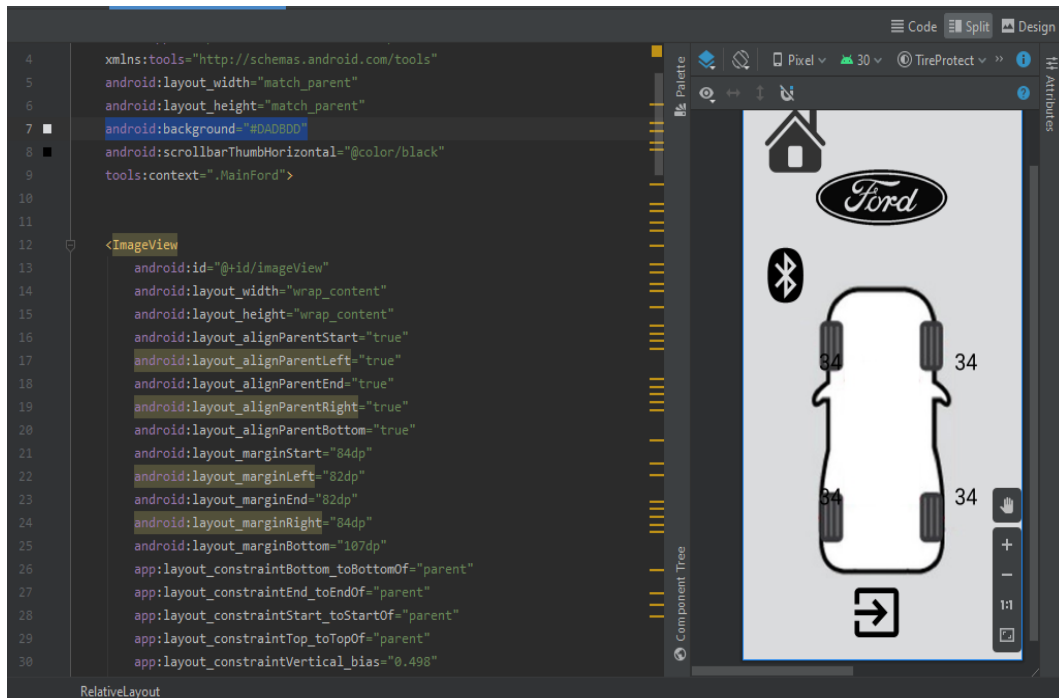 Code Split Design
4 xmlns:tools="http://schemas.android.com/tools"
5 android:layout_width="match_parent"
6 android:layout_height="match_parent"
7 android:background="#DADBDD"
8 android:scrollbarThumbHorizontal="@color/black"
9 tools:context=".MainFord">
10
11
12 <ImageView
13 android:id="@+id/imageView"
14 android:layout_width="wrap_content"
15 android:layout_height="wrap_content"
16 android:layout_alignParentStart="true"
17 android:layout_alignParentLeft="true"
18 android:layout_alignParentEnd="true"
19 android:layout_alignParentRight="true"
20 android:layout_alignParentBottom="true"
21 android:layout_marginStart="84dp"
22 android:layout_marginLeft="82dp"
23 android:layout_marginEnd="82dp"
24 android:layout_marginRight="84dp"
25 android:layout_marginBottom="107dp"
26 app:layout_constraintBottom_toBottomOf="parent"
27 app:layout_constraintEnd_toEndOf="parent"
28 app:layout_constraintStart_toStartOf="parent"
29 app:layout_constraintTop_toTopOf="parent"
30 app:layout_constraintVertical_bias="0.498"
RelativeLayout
Palette
Component Tree
Pixel 30 TireProtect »
Ford
34 34
34 34
1:1
Attributes